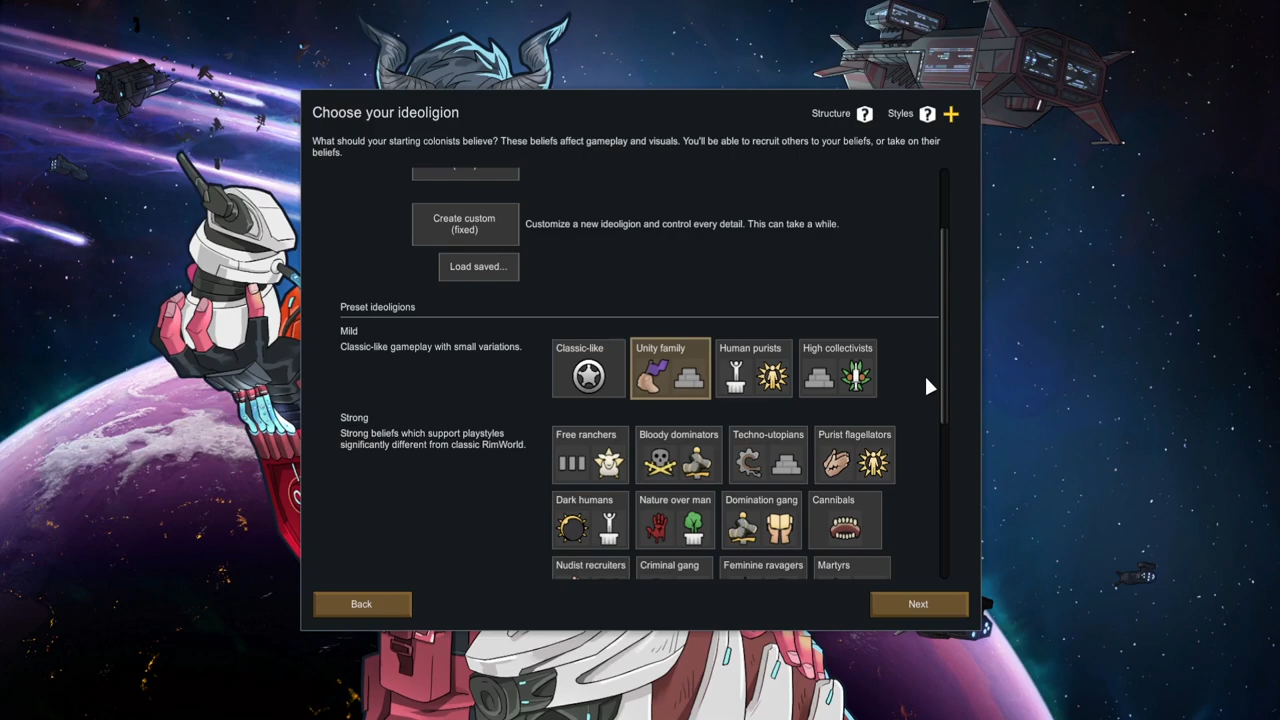 Choose your ideoligion
Structure ? Styles ? +
What should your starting colonists believe? These beliefs affect gameplay and visuals. You'll be able to recruit others to your beliefs, or take on their
beliefs.
Create custom
(fixed)
Customize a new ideoligion and control every detail. This can take a while.
Load saved...
Preset ideoligions
Mild
Classic-like gameplay with small variations.
Classic-like
Unity family
Human purists
High collectivists
Strong
Strong beliefs which support playstyles
significantly different from classic RimWorld.
Free ranchers
Bloody dominators
Techno-utopians
Purist flagellators
Dark humans
Nature over man
Domination gang
Cannibals
Nudist recruiters
Criminal gang
Feminine ravagers
Martyrs
Back
Next